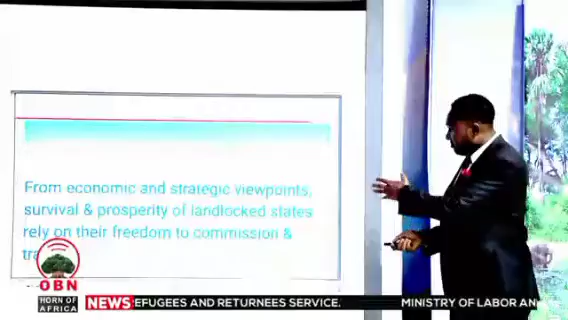 From economic and strategic viewpoints,
survival & prosperity of landlocked states
rely on their freedom to commission &
OBN
HORN OF
AFRICA
NEWS
EFUGEES AND RETURNEES SERVICE.
MINISTRY OF LABOR AN